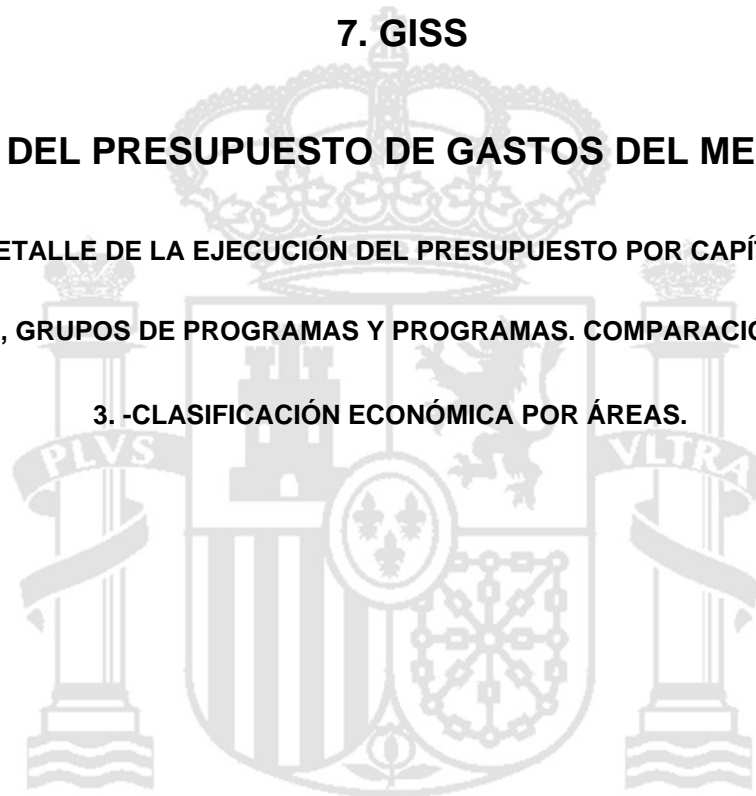 7. GISS
DEL PRESUPUESTO DE GASTOS DEL ME
ETALLE DE LA EJECUCIÓN DEL PRESUPUESTO POR CAPÍ
, GRUPOS DE PROGRAMAS Y PROGRAMAS. COMPARACIÓ
3. -CLASIFICACIÓN ECONÓMICA POR ÁREAS.
PLVS VLTRA